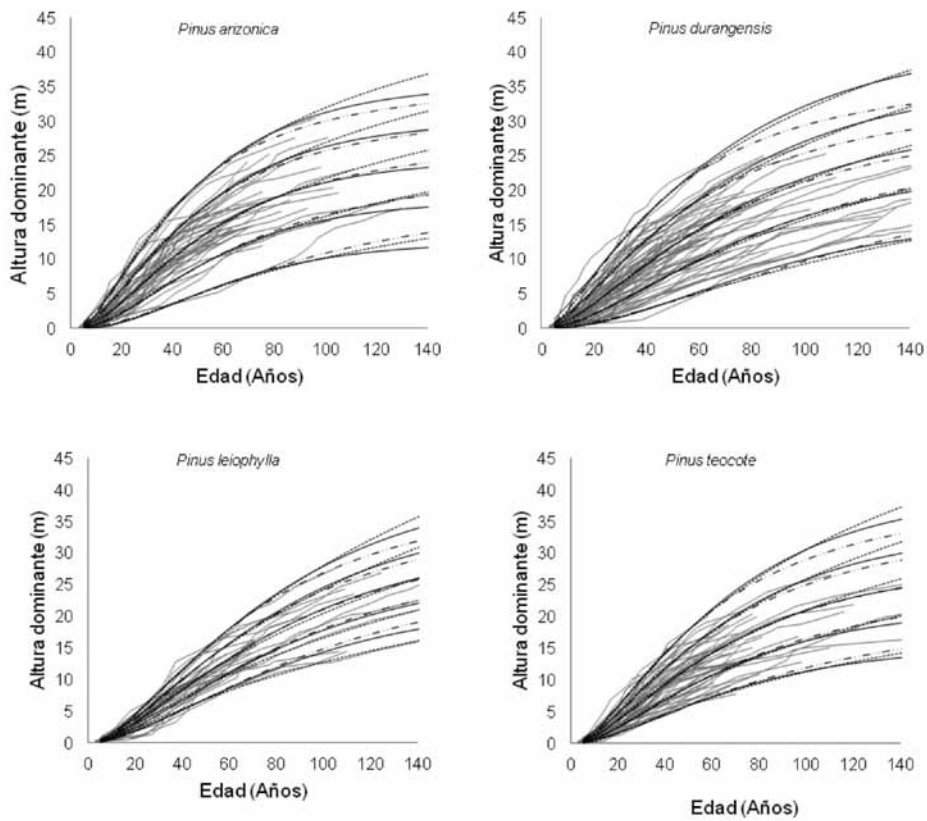 Pinus arizonica
Altura dominante (m)
45
40
35
30
25
20
15
10
5
0
0 20 40 60 80 100 120 140
Edad (Años)
Pinus durangensis
Altura dominante (m)
45
40
35
30
25
20
15
10
5
0
0 20 40 60 80 100 120 140
Edad (Años)
Pinus leiophylla
Altura dominante (m)
45
40
35
30
25
20
15
10
5
0
0 20 40 60 80 100 120 140
Edad (Años)
Pinus teocote
Altura dominante (m)
45
40
35
30
25
20
15
10
5
0
0 20 40 60 80 100 120 140
Edad (Años)